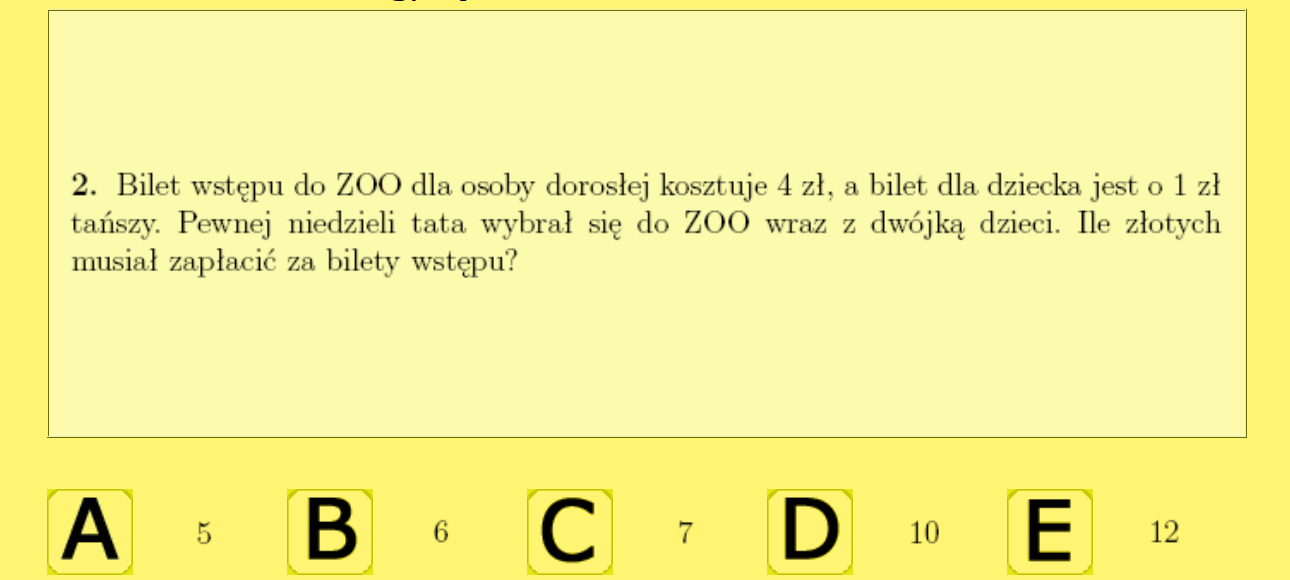 2. Bilet wstępu do ZOO dla osoby dorosłej kosztuje 4 zł, a bilet dla dziecka jest o 1 zł
tańszy. Pewnej niedzieli tata wybrał się do ZOO wraz z dwójką dzieci. Ile złotych
musiał zapłacić za bilety wstępu?
A 5 B 6 C 7 D 10 E 12